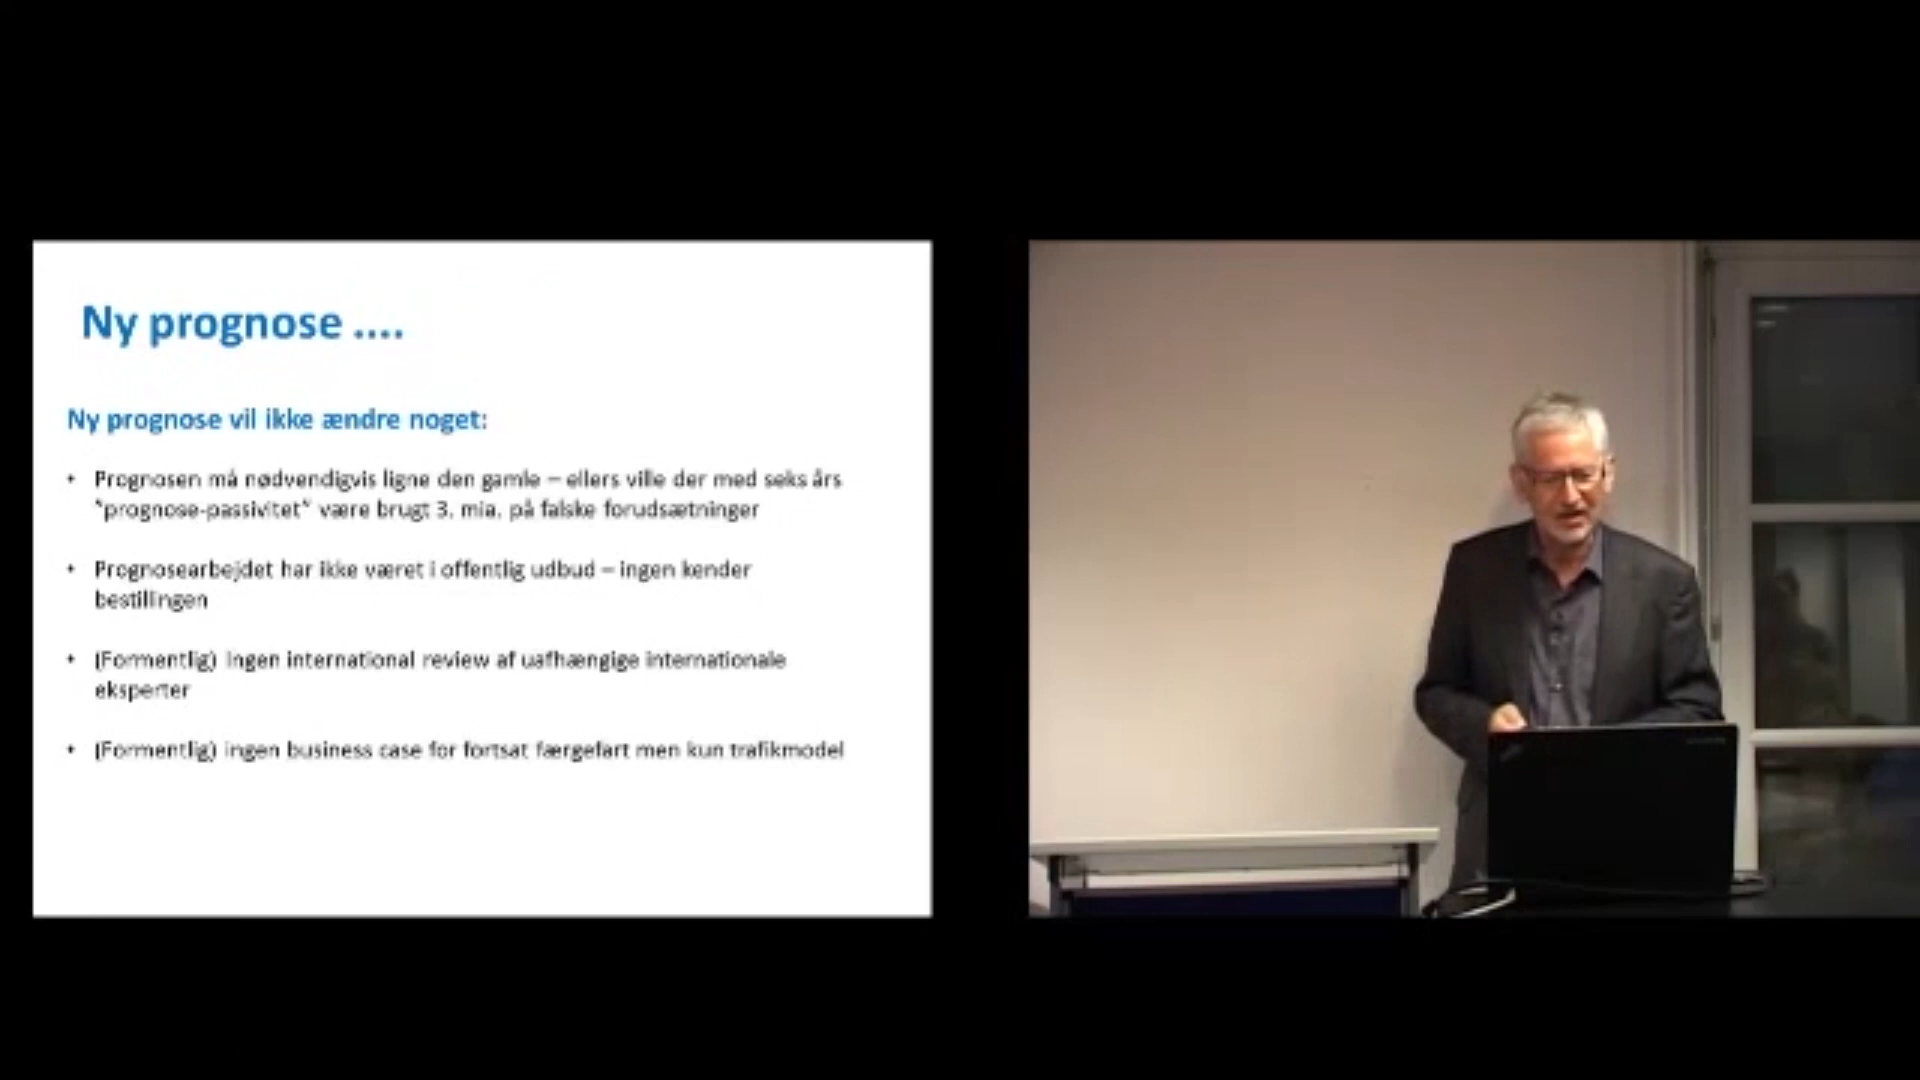 Ny prognose ....
Ny prognose vil ikke ændre noget:
• Prognosen må nødvendigvis ligne den gamle – ellers ville der med seks års
"prognose-passivitet" være brugt 3. mia. på falske forudsætninger
• Prognosearbejdet har ikke været i offentlig udbud – ingen kender
bestillingen
• (Formentlig) ingen international review af uafhængige internationale
eksperter
• (Formentlig) ingen business case for fortsat færgefart men kun trafikmodel